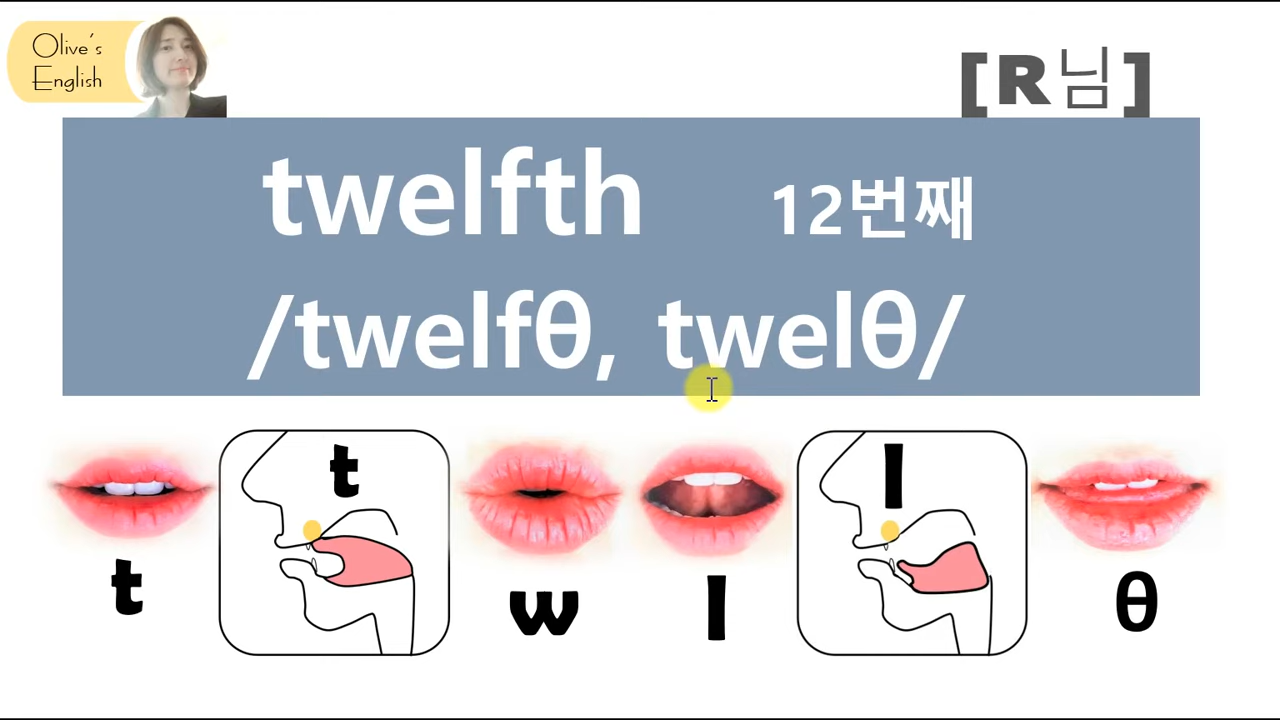 Olive's
English
[R님]
twelfth 12번째
/twelfθ, twelθ/
t
l
t
w
l
θ